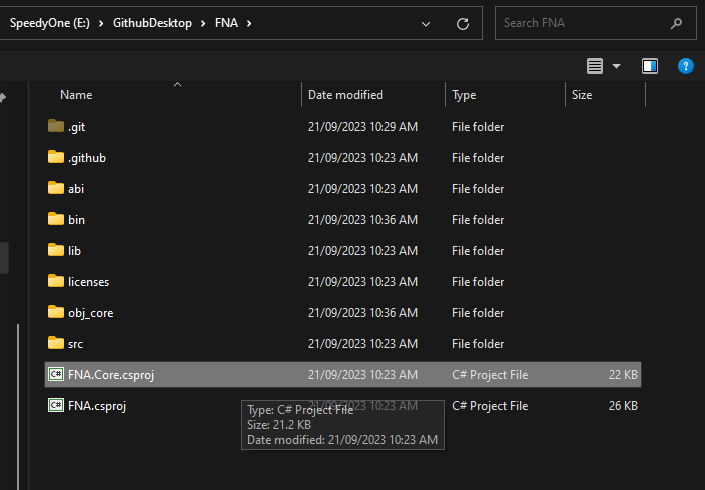 SpeedyOne (E:) > GithubDesktop > FNA >
Search FNA
Name Date modified Type Size
.git 21/09/2023 10:29 AM File folder
.github 21/09/2023 10:23 AM File folder
abi 21/09/2023 10:23 AM File folder
bin 21/09/2023 10:36 AM File folder
lib 21/09/2023 10:23 AM File folder
licenses 21/09/2023 10:23 AM File folder
obj_core 21/09/2023 10:36 AM File folder
src 21/09/2023 10:23 AM File folder
C# FNA.Core.csproj 21/09/2023 10:23 AM C# Project File 22 KB
C# FNA.csproj 21/09/2023 10:23 AM C# Project File 26 KB
Type: C# Project File
Size: 21.2 KB
Date modified: 21/09/2023 10:23 AM